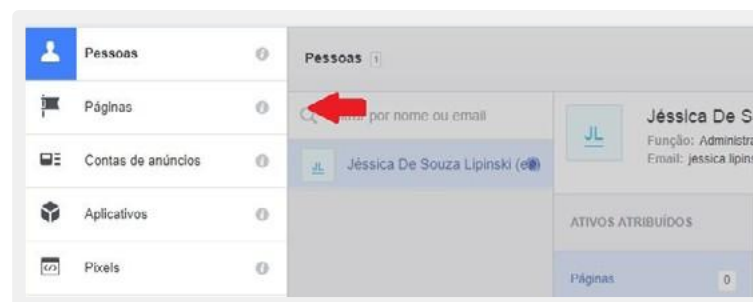 Pessoas
Páginas
Contas de anúncios
Aplicativos
Pixels
Pessoas 1
por nome ou email
JL Jéssica De Souza Lipinski (
JL
Jéssica De S
Função: Administra
Email: jessica lipins
ATIVOS ATRIBUÍDOS
Páginas 0